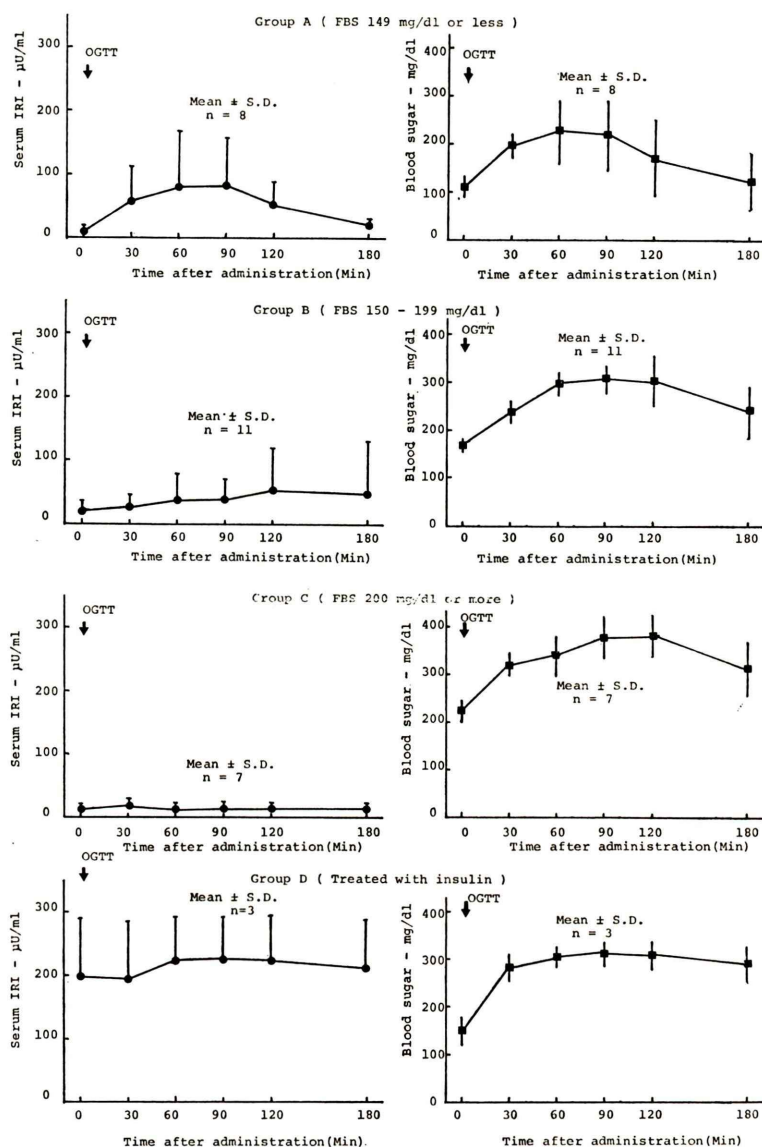 Group A ( FBS 149 mg/dl or less )
Serum IRI - μU/ml
300
200
100
0
OGTT
Mean ± S.D.
n = 8
0 30 60 90 120 180
Time after administration(Min)
Blood sugar - mg/dl
400
300
200
100
0
OGTT
Mean ± S.D.
n = 8
0 30 60 90 120 180
Time after administration(Min)
Group B ( FBS 150 - 199 mg/dl )
Serum IRI - μU/ml
300
200
100
0
OGTT
Mean ± S.D.
n = 11
0 30 60 90 120 180
Time after administration(Min)
Blood sugar - mg/dl
400
300
200
100
0
OGTT
Mean ± S.D.
n = 11
0 30 60 90 120 180
Time after administration(Min)
Group C ( FBS 200 mg/dl or more )
Serum IRI - μU/ml
300
200
100
0
OGTT
Mean ± S.D.
n = 7
0 30 60 90 120 180
Time after administration(Min)
Blood sugar - mg/dl
400
300
200
100
0
OGTT
Mean ± S.D.
n = 7
0 30 60 90 120 180
Time after administration(Min)
Group D ( Treated with insulin )
Serum IRI - μU/ml
300
200
100
0
OGTT
Mean ± S.D.
n=3
0 30 60 90 120 180
Time after administration(Min).
Blood sugar - mg/dl
400
300
200
100
0
OGTT
Mean ± S.D.
n = 3
0 30 60 90 120 180
Time after administration(Min)